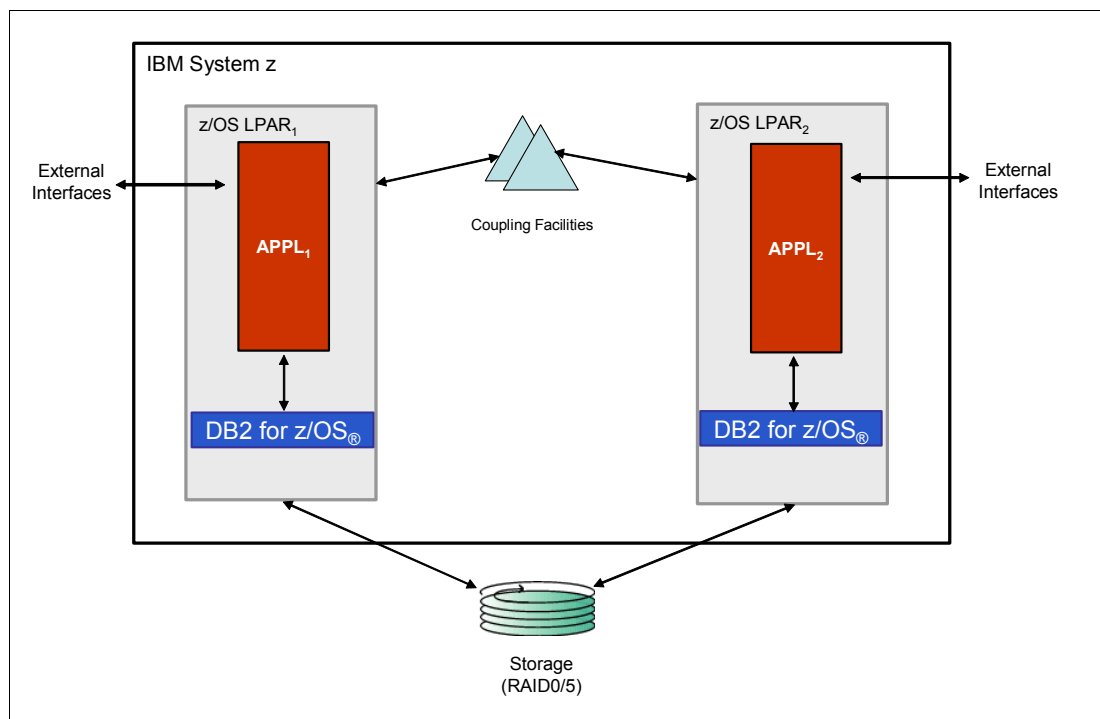 IBM System z
z/OS LPAR1
z/OS LPAR2
External
Interfaces
APPL1
Coupling Facilities
APPL2
External
Interfaces
DB2 for z/OS®
DB2 for z/OS®
Storage
(RAID0/5)